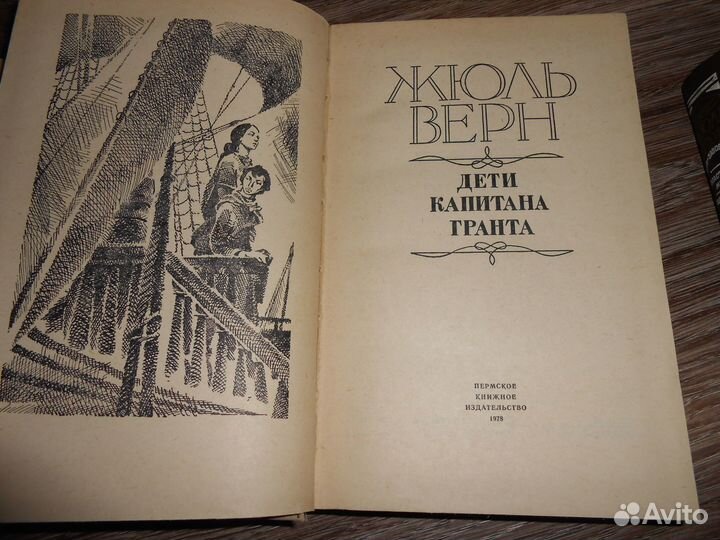 ЖЮЛЬ
ВЕРН
ДЕТИ
КАПИТАНА
ГРАНТА
ПЕРМСКОЕ
КНИЖНОЕ
ИЗДАТЕЛЬСТВО
1978
Avito